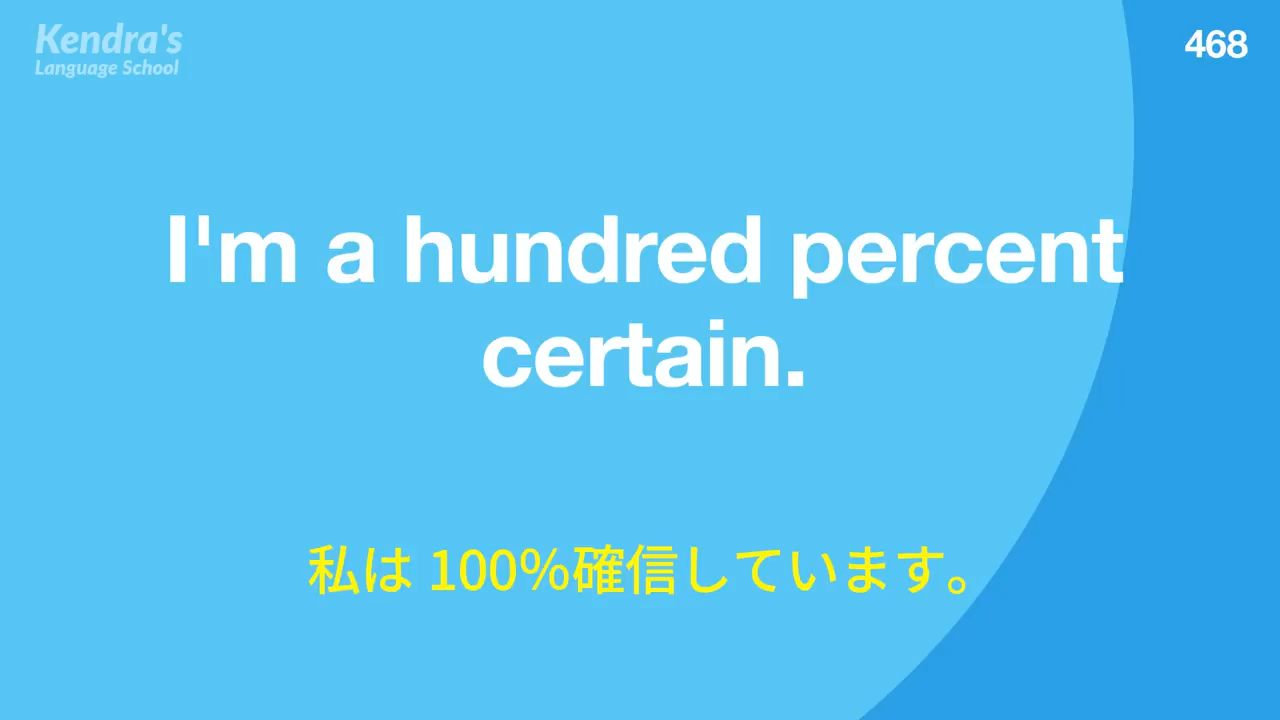 Kendra's
Language School
468
I'm a hundred percent
certain.
私は 100%確信しています。